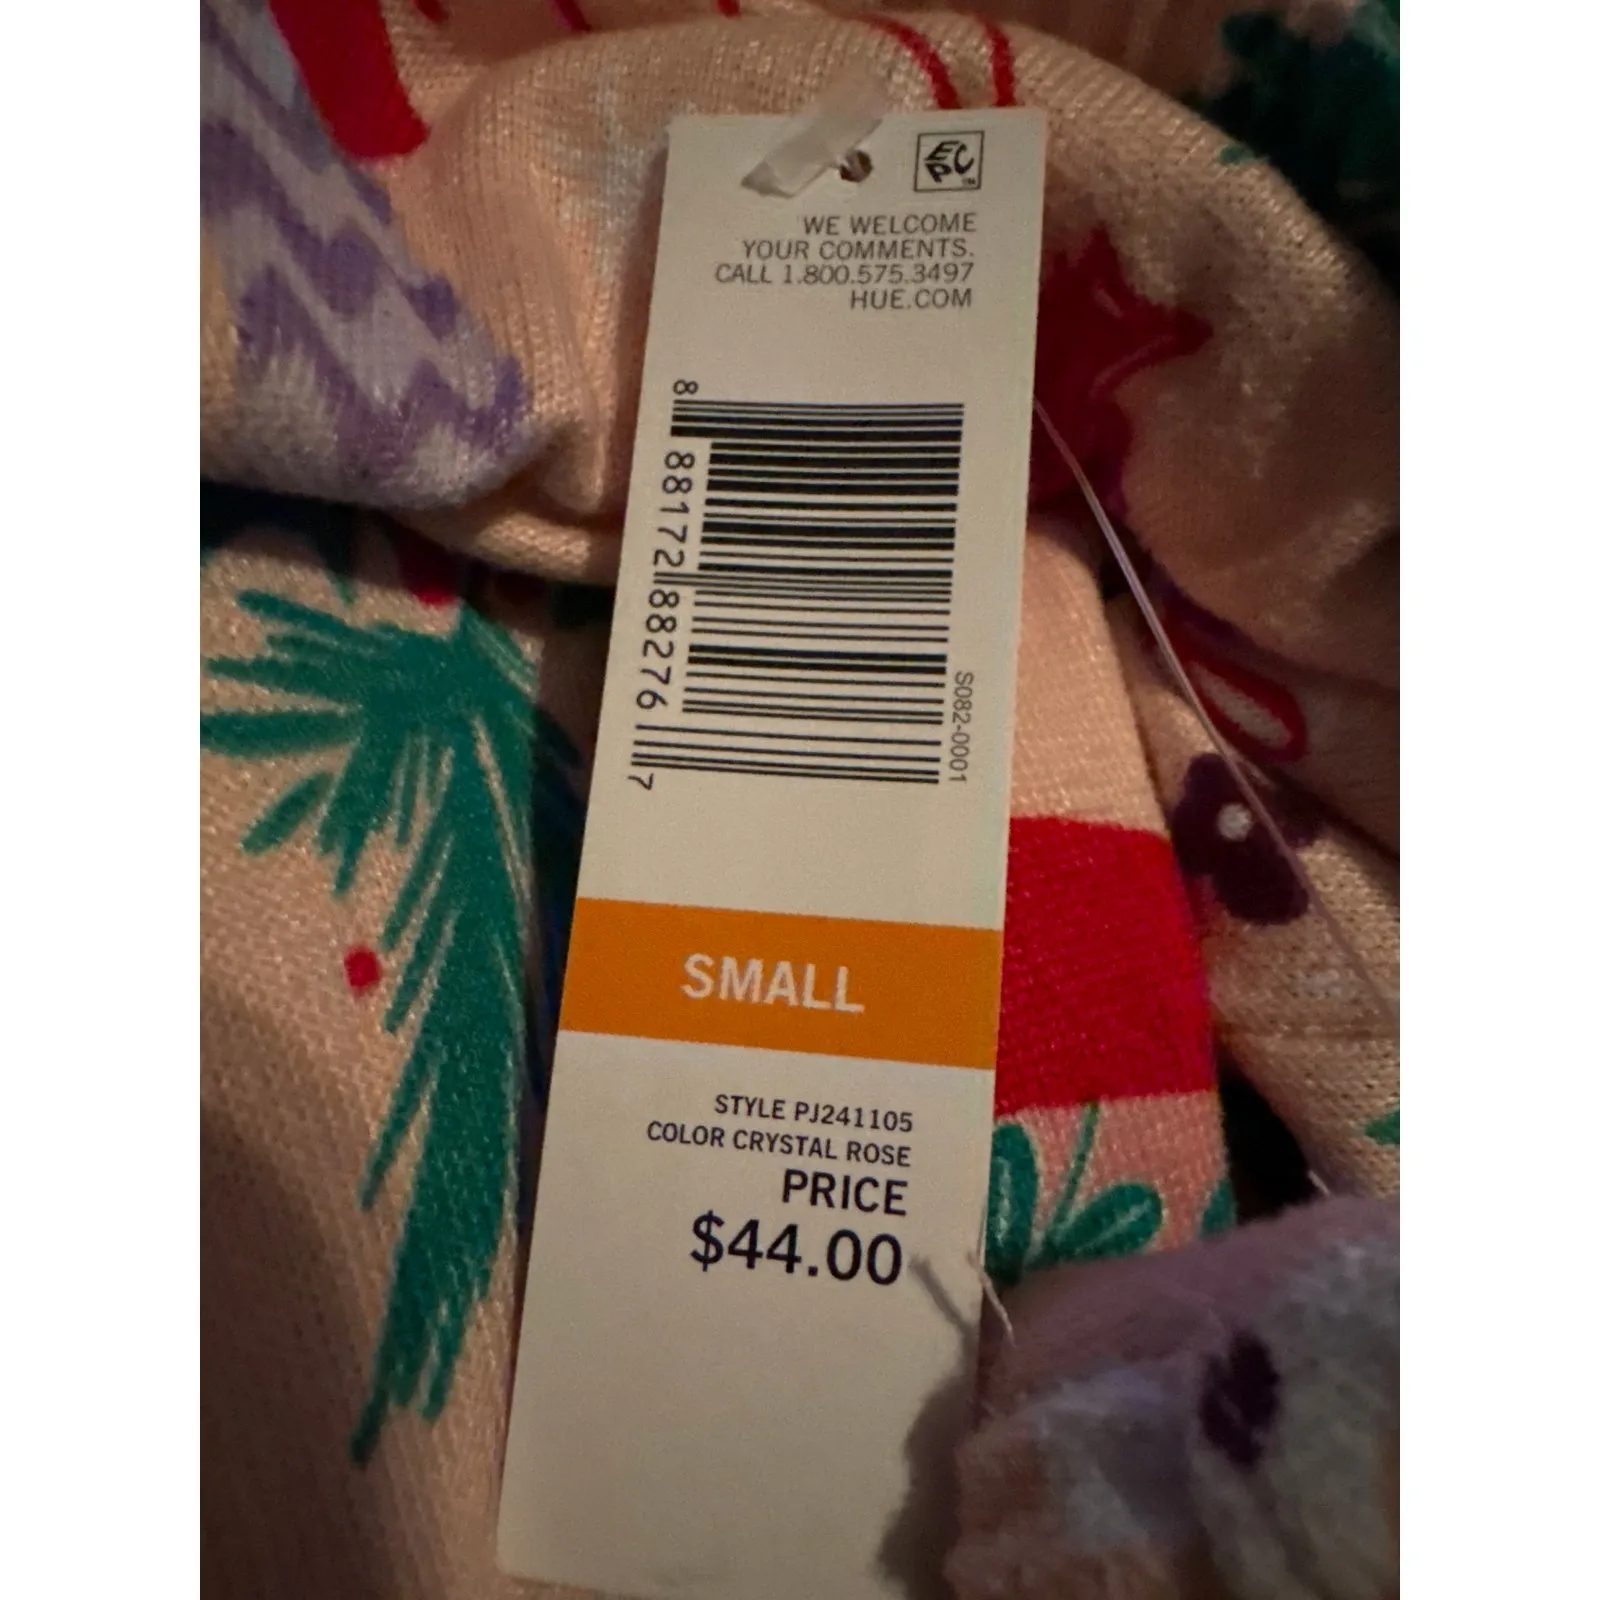 EPC
WE WELCOME
YOUR COMMENTS.
CALL 1.800.575.3497
HUE.COM
8 88172 88276 7
S082-0001
SMALL
STYLE PJ241105
COLOR CRYSTAL ROSE
PRICE
$44.00